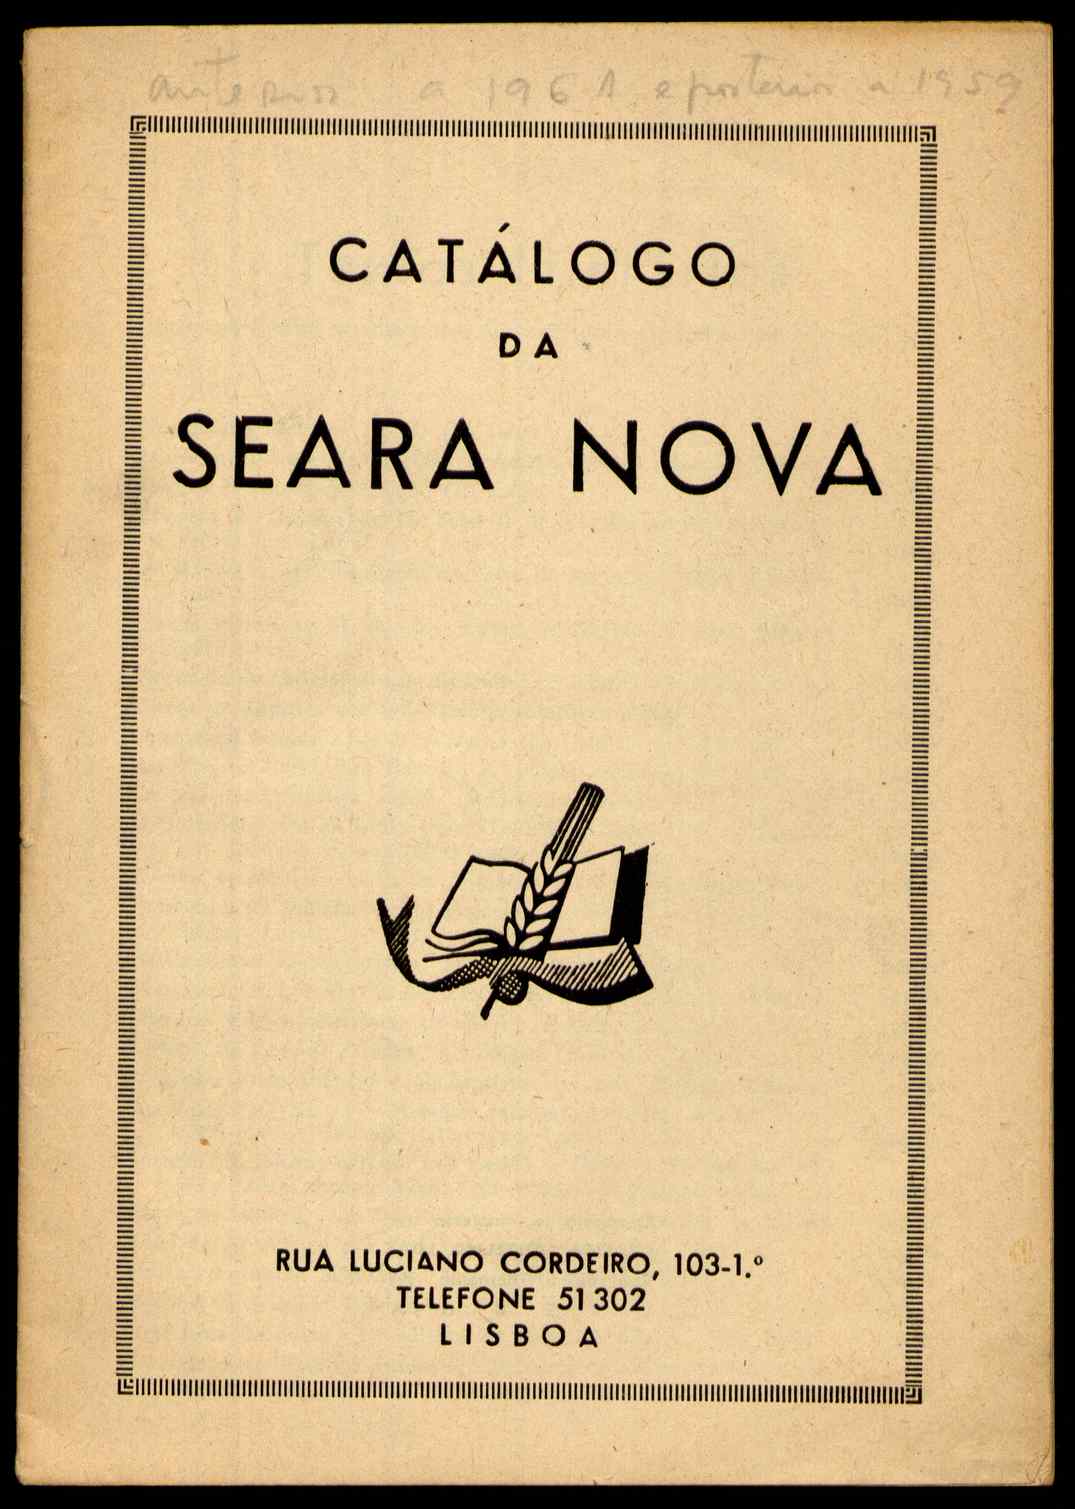 anterior a 1961 e posterior a 1959
CATÁLOGO
DA
SEARA NOVA
RUA LUCIANO CORDEIRO, 103-1.º
TELEFONE 51302
LISBOA